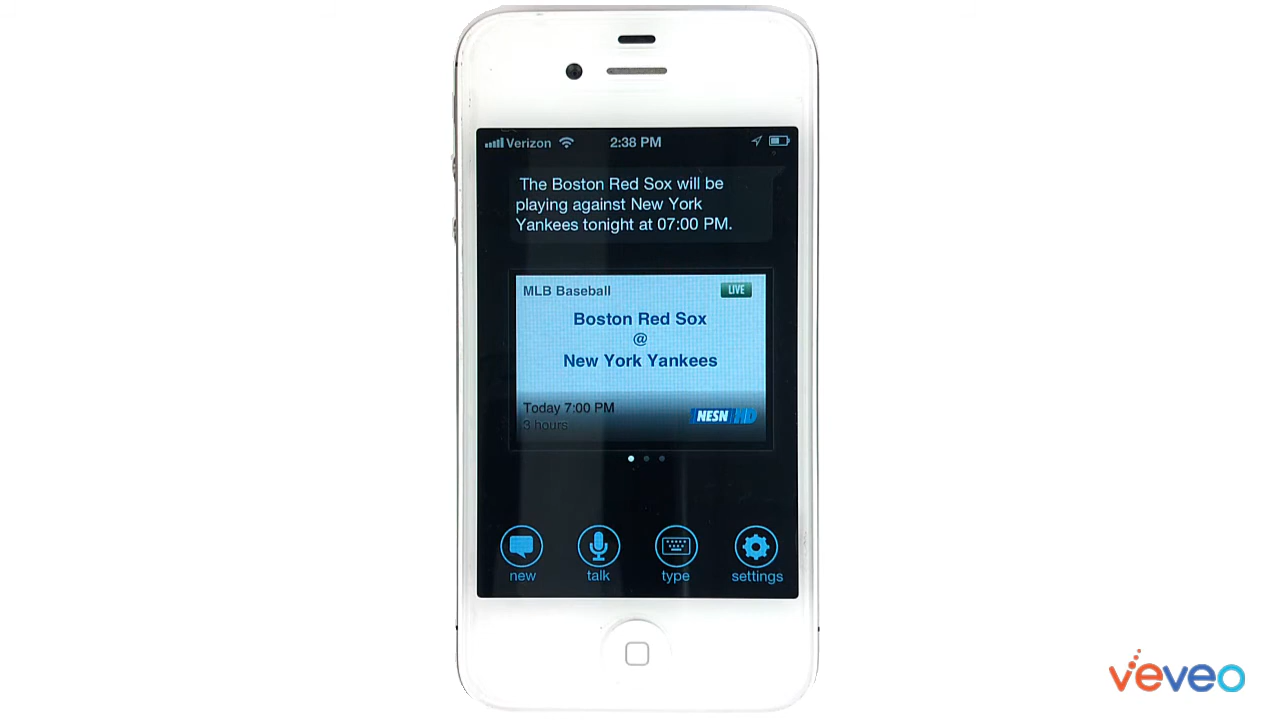 Verizon 2:38 PM
The Boston Red Sox will be
playing against New York
Yankees tonight at 07:00 PM.
MLB Baseball LIVE
Boston Red Sox
@
New York Yankees
Today 7:00 PM
3 hours
NESN HD
new talk type settings
veveo